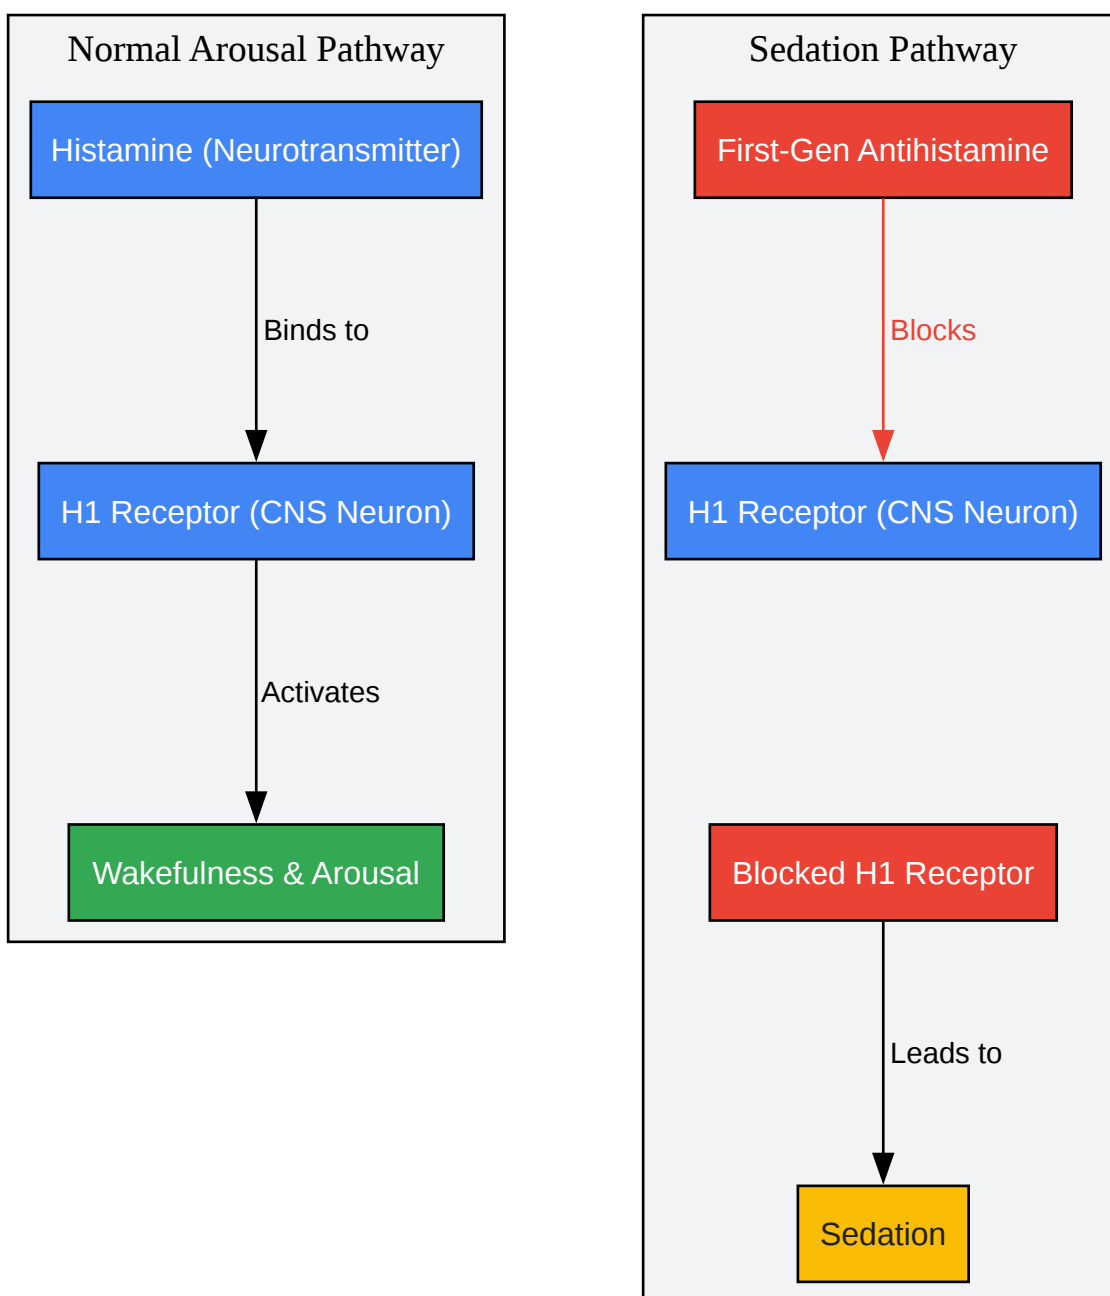 Normal Arousal Pathway
Histamine (Neurotransmitter)
Binds to
H1 Receptor (CNS Neuron)
Activates
Wakefulness & Arousal
Sedation Pathway
First-Gen Antihistamine
Blocks
H1 Receptor (CNS Neuron)
Blocked H1 Receptor
Leads to
Sedation